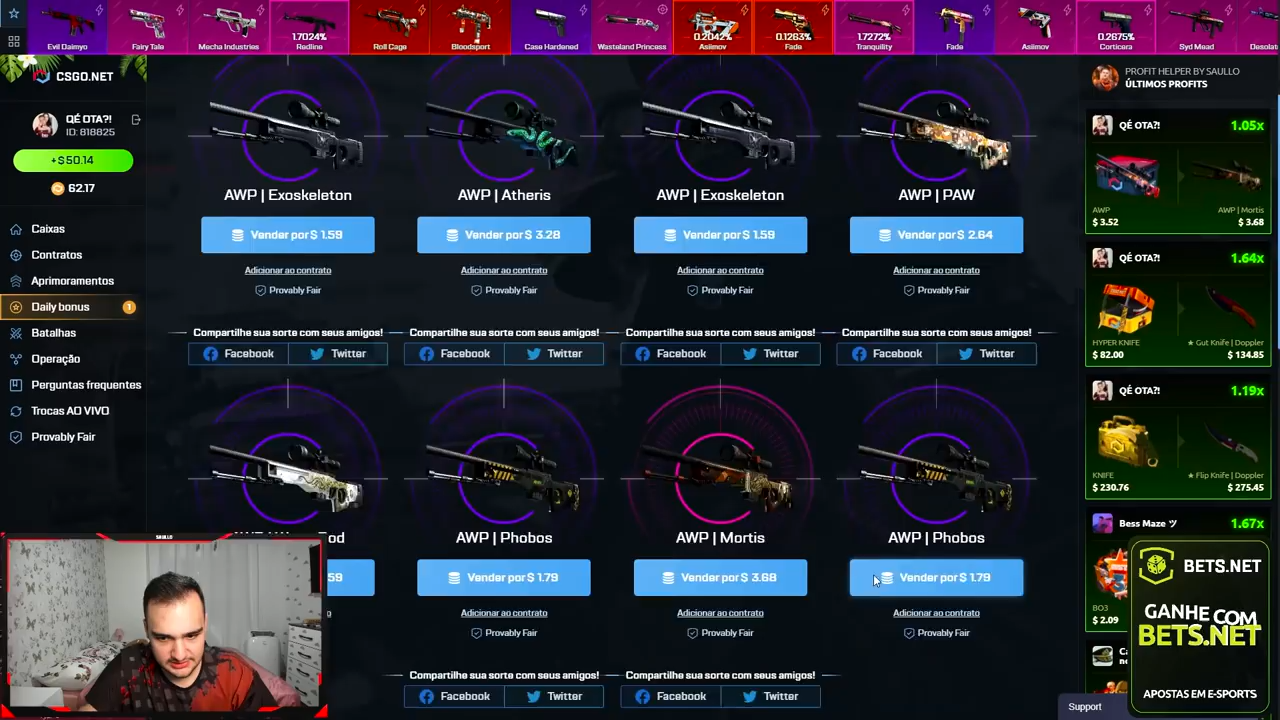 Evil Daimyo
Fairy Tale
Mecha Industries
1.7024%
Redline
Roll Cage
Bloodsport
Case Hardened
Wasteland Princess
0.2042%
Asiimov
0.1263%
Fade
1.7272%
Tranquility
Fade
Asiimov
0.2675%
Corticera
Syd Mead
Desolat
CSGO.NET
QÉ OTA?!
ID: 818825
+$50.14
62.17
Caixas
Contratos
Aprimoramentos
Daily bonus
1
Batalhas
Operação
Perguntas frequentes
Trocas AO VIVO
Provably Fair
AWP | Exoskeleton
AWP | Atheris
AWP | Exoskeleton
AWP | PAW
Vender por $ 1.59
Vender por $ 3.28
Vender por $ 1.59
Vender por $ 2.64
Adicionar ao contrato
Adicionar ao contrato
Adicionar ao contrato
Adicionar ao contrato
Provably Fair
Provably Fair
Provably Fair
Provably Fair
Compartilhe sua sorte com seus amigos!
Compartilhe sua sorte com seus amigos!
Compartilhe sua sorte com seus amigos!
Compartilhe sua sorte com seus amigos!
Facebook
Twitter
Facebook
Twitter
Facebook
Twitter
Facebook
Twitter
od
AWP | Phobos
AWP | Mortis
AWP | Phobos
59
Vender por $ 1.79
Vender por $ 3.68
Vender por $ 1.79
Adicionar ao contrato
Adicionar ao contrato
Adicionar ao contrato
Provably Fair
Provably Fair
Provably Fair
Compartilhe sua sorte com seus amigos!
Compartilhe sua sorte com seus amigos!
Facebook
Twitter
Facebook
Twitter
SAULLO
PROFIT HELPER BY SAULLO
ÚLTIMOS PROFITS
QÉ OTA?!
1.05x
AWP
$ 3.52
AWP | Mortis
$ 3.68
QÉ OTA?!
1.64x
HYPER KNIFE
$ 82.00
★ Gut Knife | Doppler
$ 134.85
QÉ OTA?!
1.19x
KNIFE
$ 230.76
★ Flip Knife | Doppler
$ 275.45
Bess Maze ツ
1.67x
BO3
$ 2.09
BETS.NET
GANHE COM
BETS.NET
APOSTAS EM E-SPORTS
Support